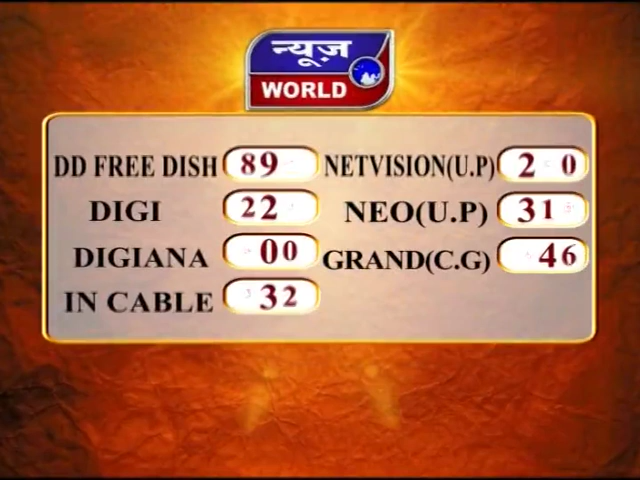 न्यूज़
WORLD
DD FREE DISH 89 NETVISION(U.P) 2 0
DIGI 22 NEO(U.P) 31
DIGIANA 00 GRAND(C.G) 46
IN CABLE 32